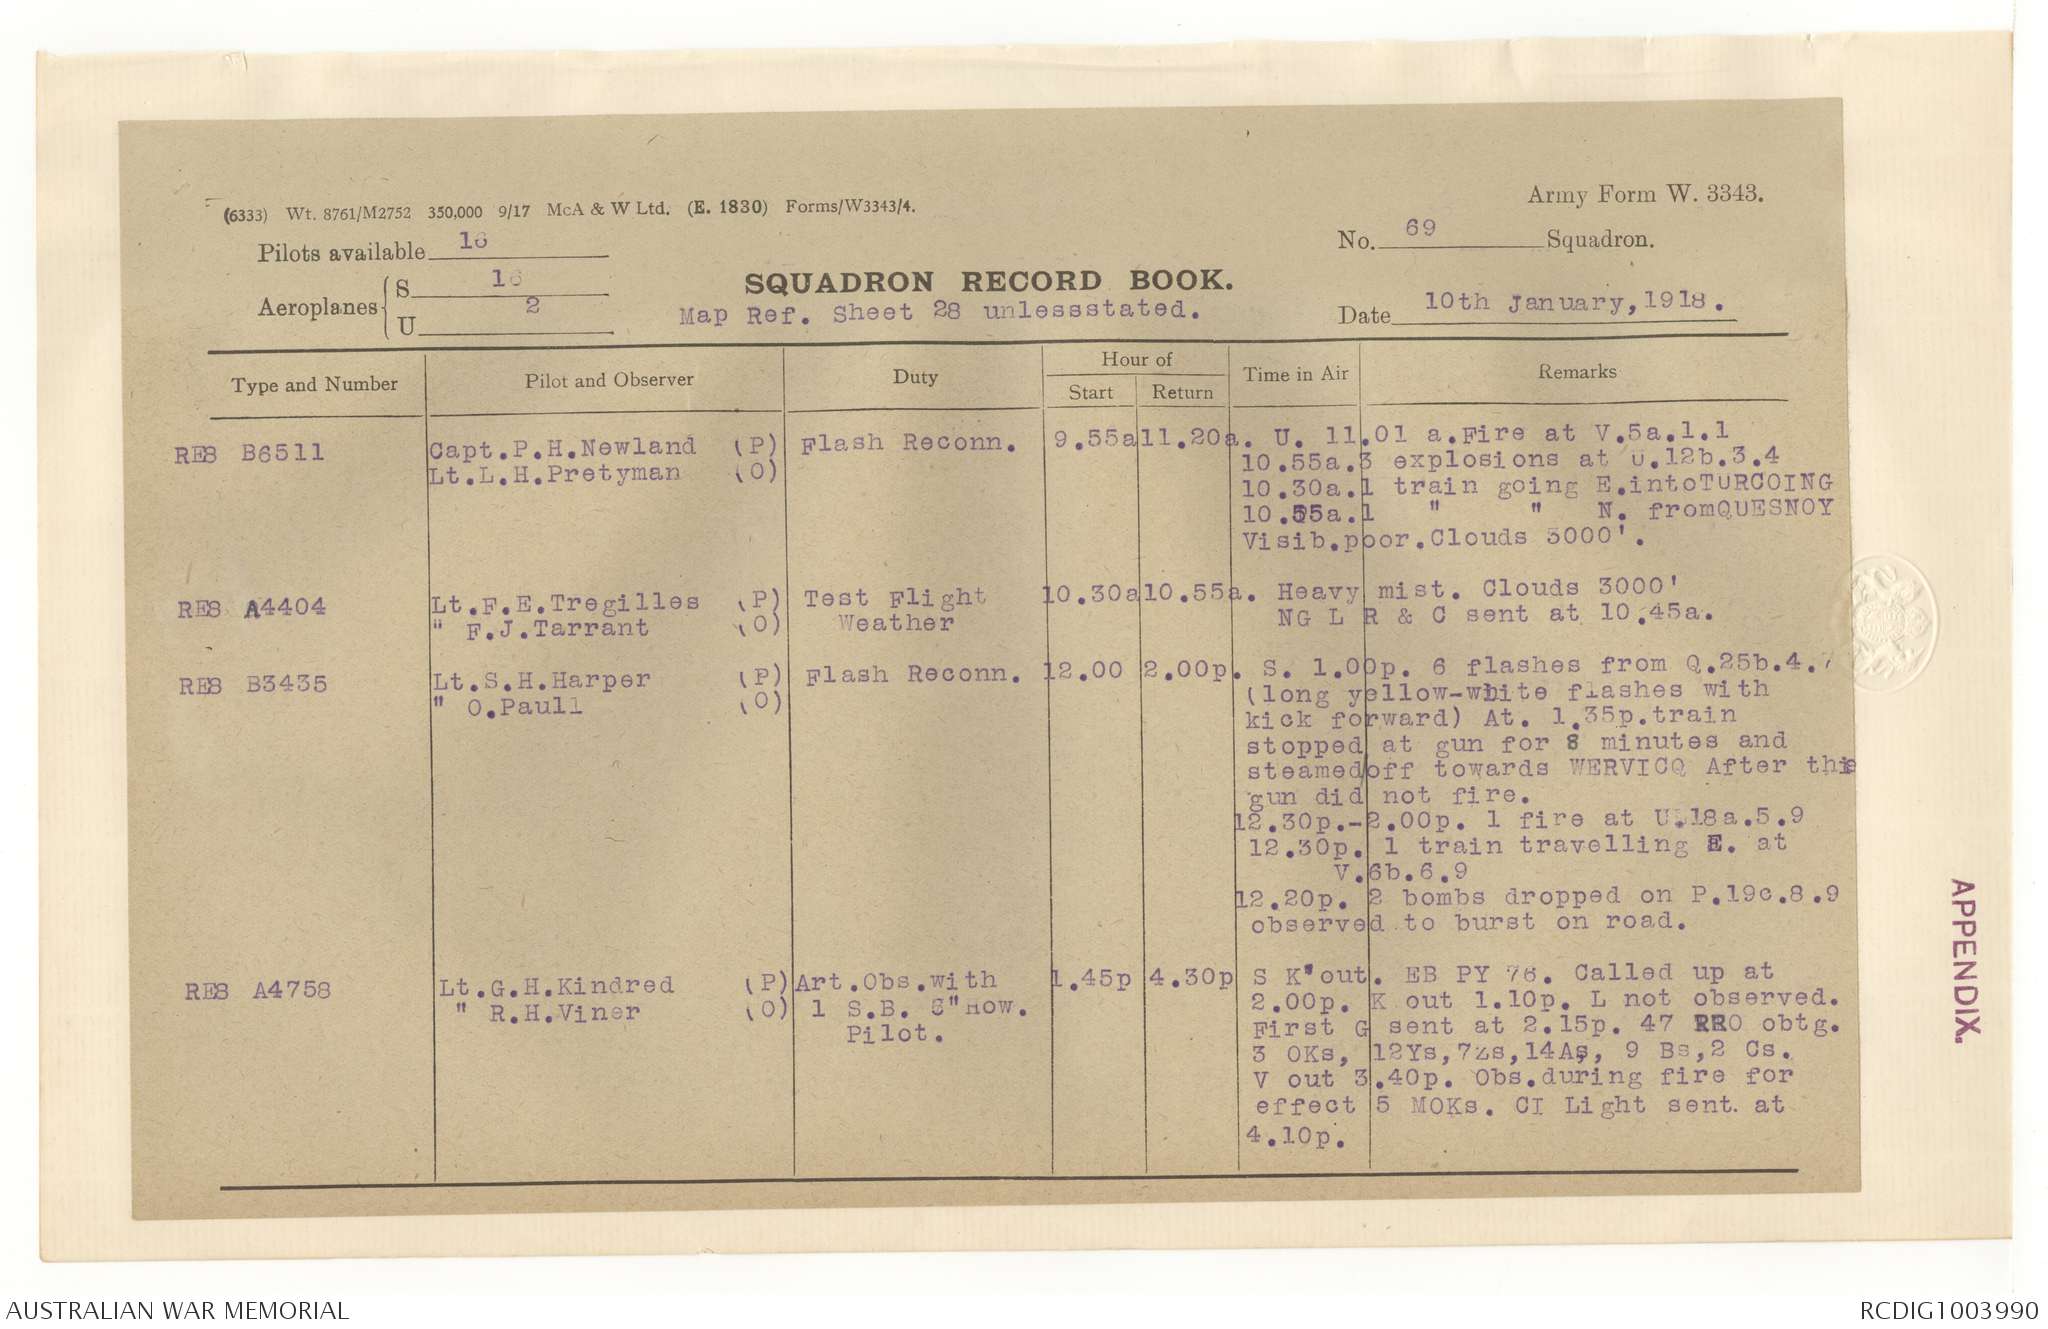 Army Form W. 3343.
(6333) Wt. 8761/M2752 350,000 9/17 McA & W Ltd. (E. 1830) Forms/W3343/4.
Pilots available 16
No. 69 Squadron.
Aeroplanes { S 16
U 2
SQUADRON RECORD BOOK.
Map Ref. Sheet 28 unlessstated.
Date 10th January,1918.
Type and Number Pilot and Observer Duty Hour of Start Return Time in Air Remarks
RE8 B6511 Capt.P.H.Newland (P) Flash Reconn. 9.55a 11.20a. U. 11.01 a.Fire at V.5a.1.1
Lt.L.H.Pretyman (O) 10.55a.3 explosions at U.12b.3.4
10.30a.1 train going E.intoTURCOING
10.55a.1 " " N. fromQUESNOY
Visib.poor.Clouds 3000'.
RE8 A4404 Lt.F.E.Tregilles (P) Test Flight 10.30a 10.55a. Heavy mist. Clouds 3000'
" F.J.Tarrant (O) Weather NG L R & C sent at 10.45a.
RE8 B3435 Lt.S.H.Harper (P) Flash Reconn. 12.00 2.00p. S. 1.00p. 6 flashes from Q.25b.4.7
" O.Paull (O) (long yellow-white flashes with
kick forward) At. 1.35p.train
stopped at gun for 8 minutes and
steamed/off towards WERVICQ After this
gun did not fire.
12.30p.-2.00p. 1 fire at U.18a.5.9
12.30p. 1 train travelling E. at
V.6b.6.9
12.20p. 2 bombs dropped on P.19c.8.9
observed to burst on road.
RE8 A4758 Lt.G.H.Kindred (P) Art.Obs.with 1.45p 4.30p S K"out. EB PY 76. Called up at
" R.H.Viner (O) 1 S.B. 6"How. 2.00p. K out 1.10p. L not observed.
Pilot. First G sent at 2.15p. 47 RRO obtg.
3 OKs, 12Ys,7Zs,14As, 9 Bs,2 Cs.
V out 3.40p. Obs.during fire for
effect 5 MOKs. CI Light sent at
4.10p.
APPENDIX.
AUSTRALIAN WAR MEMORIAL
RCDIG1003990